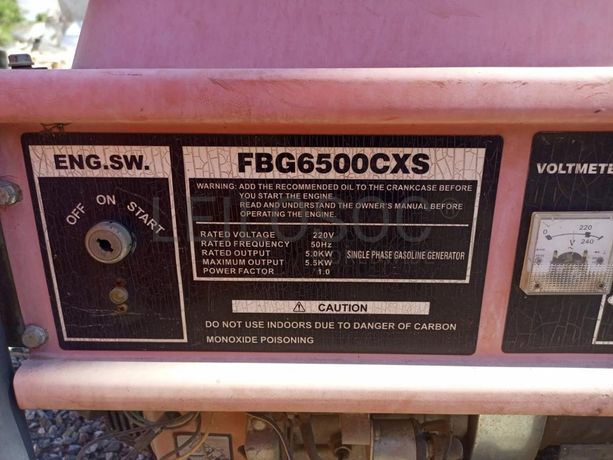 ENG.SW.
OFF ON START
FBG6500CXS
WARNING: ADD THE RECOMMENDED OIL TO THE CRANKCASE BEFORE
YOU START THE ENGINE.
READ AND UNDERSTAND THE OWNER'S MANUAL BEFORE
OPERATING THE ENGINE.
RATED VOLTAGE 220V
RATED FREQUENCY 50Hz
RATED OUTPUT 5.0KW
MAXIMUM OUTPUT 5.5KW
POWER FACTOR 1.0
SINGLE PHASE GASOLINE GENERATOR
⚠ CAUTION
DO NOT USE INDOORS DUE TO DANGER OF CARBON
MONOXIDE POISONING
VOLTMETE
0 220
V 240